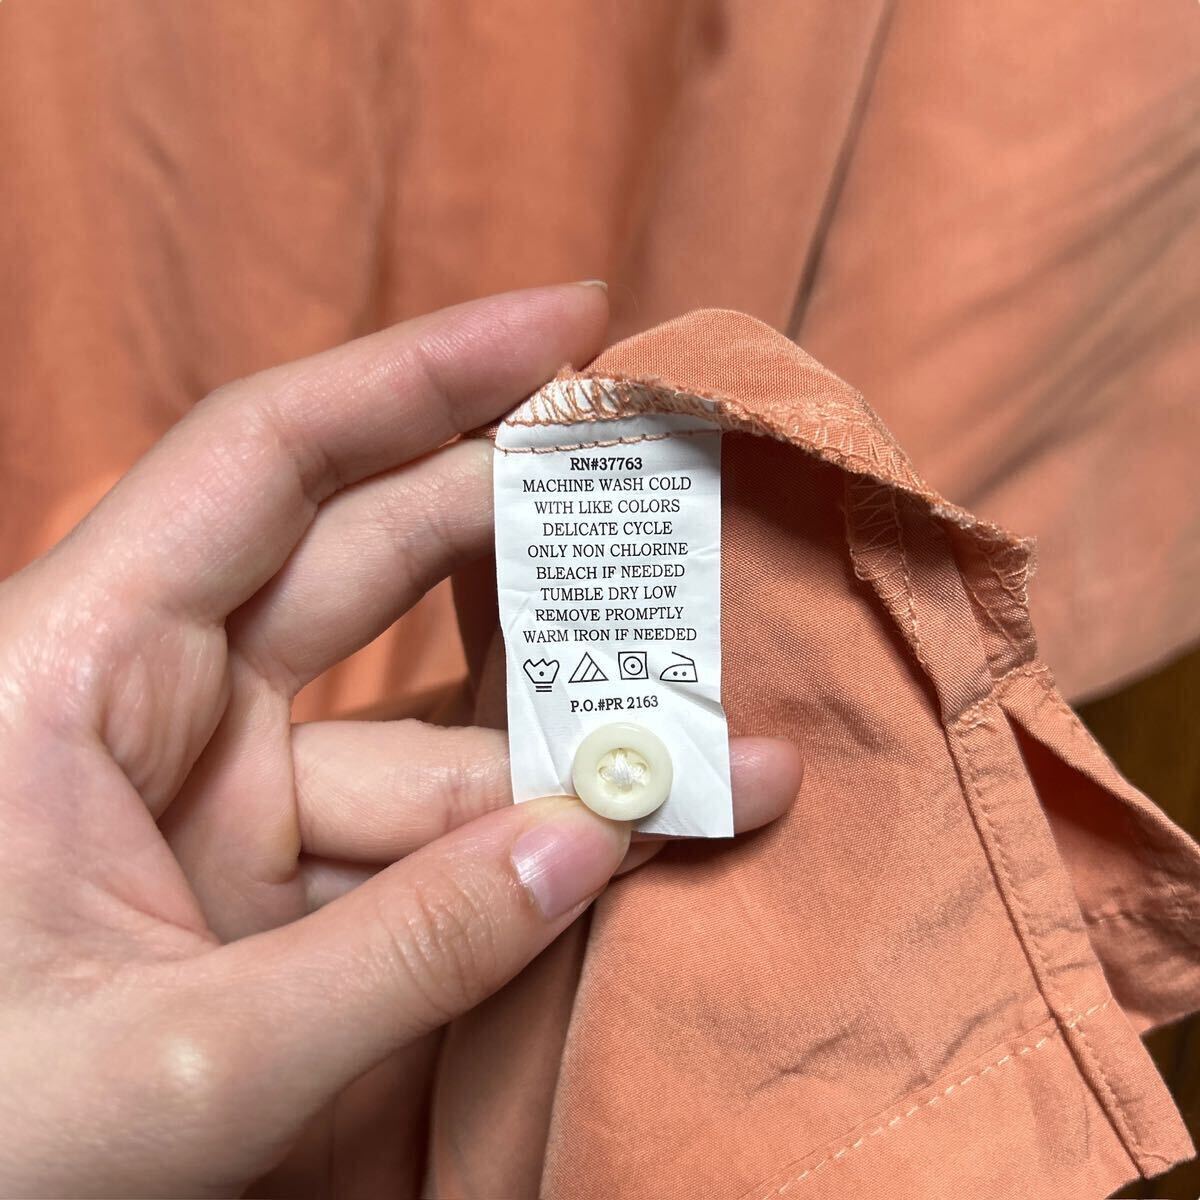 RN#37763
MACHINE WASH COLD
WITH LIKE COLORS
DELICATE CYCLE
ONLY NON CHLORINE
BLEACH IF NEEDED
TUMBLE DRY LOW
REMOVE PROMPTLY
WARM IRON IF NEEDED
P.O.#PR 2163